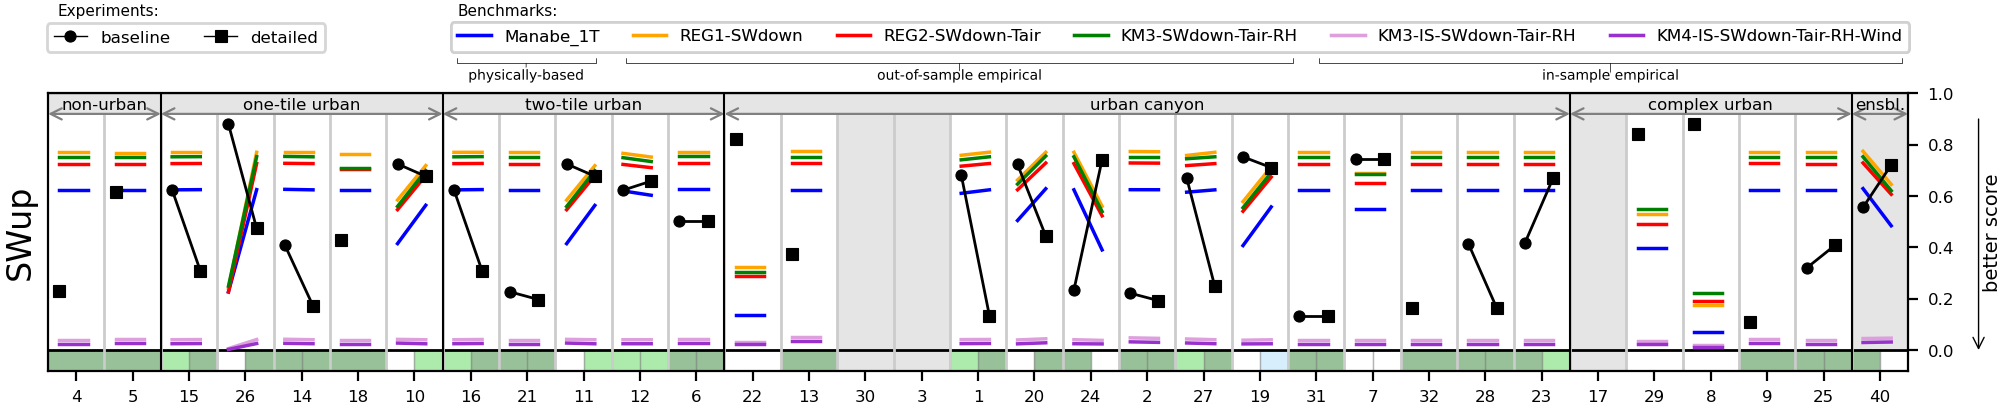 Experiments:
Benchmarks:
baseline detailed
Manabe_1T REG1-SWdown REG2-SWdown-Tair KM3-SWdown-Tair-RH KM3-IS-SWdown-Tair-RH KM4-IS-SWdown-Tair-RH-Wind
physically-based out-of-sample empirical in-sample empirical
non-urban one-tile urban two-tile urban urban canyon complex urban ensbl.
1.0
0.8
0.6
0.4
0.2
0.0
SWup
better score
4 5 15 26 14 18 10 16 21 11 12 6 22 13 30 3 1 20 24 2 27 19 31 7 32 28 23 17 29 8 9 25 40